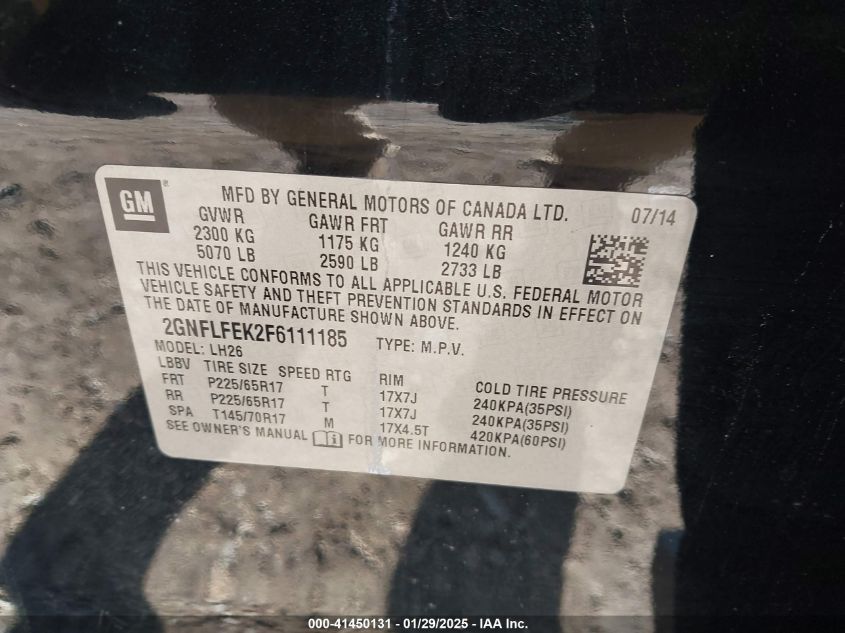 GM ® MFD BY GENERAL MOTORS OF CANADA LTD. 07/14
GVWR GAWR FRT GAWR RR
2300 KG 1175 KG 1240 KG
5070 LB 2590 LB 2733 LB
THIS VEHICLE CONFORMS TO ALL APPLICABLE U.S. FEDERAL MOTOR
VEHICLE SAFETY AND THEFT PREVENTION STANDARDS IN EFFECT ON
THE DATE OF MANUFACTURE SHOWN ABOVE.
2GNFLFEK2F6111185 TYPE: M.P.V.
MODEL: LH26
LBBV TIRE SIZE SPEED RTG RIM COLD TIRE PRESSURE
FRT P225/65R17 T 17X7J 240KPA(35PSI)
RR P225/65R17 T 17X7J 240KPA(35PSI)
SPA T145/70R17 M 17X4.5T 420KPA(60PSI)
SEE OWNER'S MANUAL FOR MORE INFORMATION.
000-41450131 - 01/29/2025 - IAA Inc.